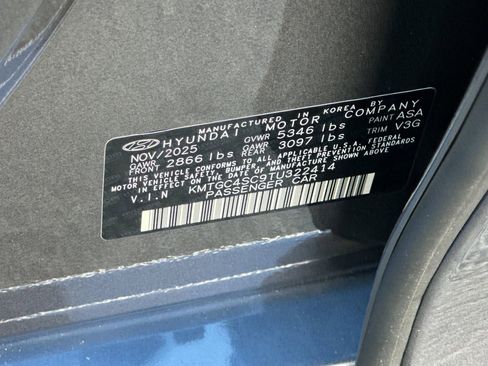 MANUFACTURED IN KOREA BY
HYUNDAI MOTOR COMPANY
NOV/2025 GVWR 5346 lbs PAINT ASA
GAWR FRONT 2866 lbs GAWR REAR 3097 lbs TRIM V3G
THIS VEHICLE CONFORMS TO ALL APPLICABLE U.S. FEDERAL
MOTOR VEHICLE SAFETY, BUMPER, AND THEFT PREVENTION
STANDARDS IN EFFECT ON THE DATE OF MANUFACTURE SHOWN ABOVE.
V.I.N KMTGC4SC9TU322414
PASSENGER CAR